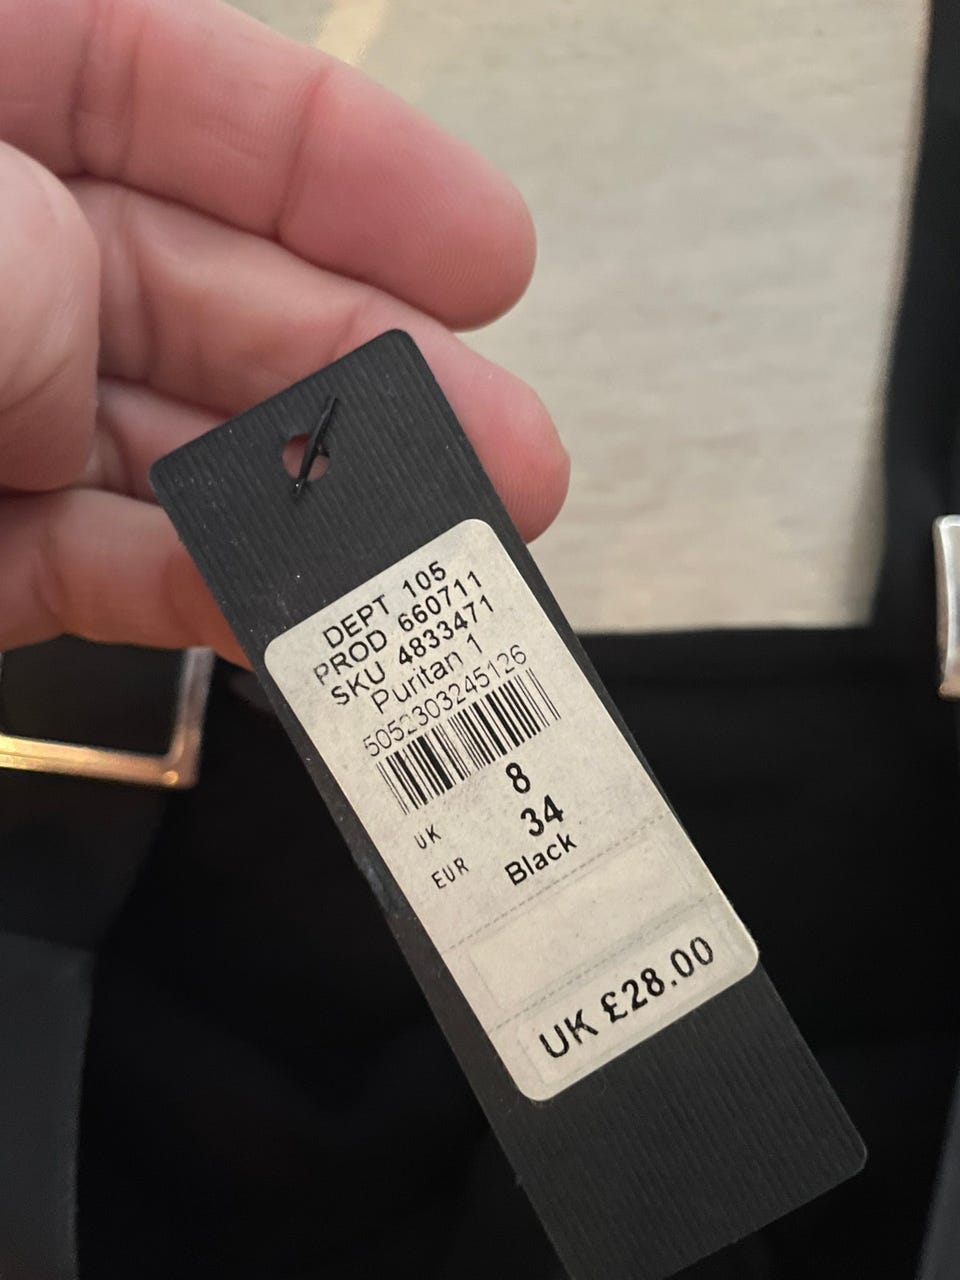 DEPT 105
PROD 660711
SKU 4833471
Puritan 1
5052303245126
UK 8
EUR 34
Black
UK £28.00